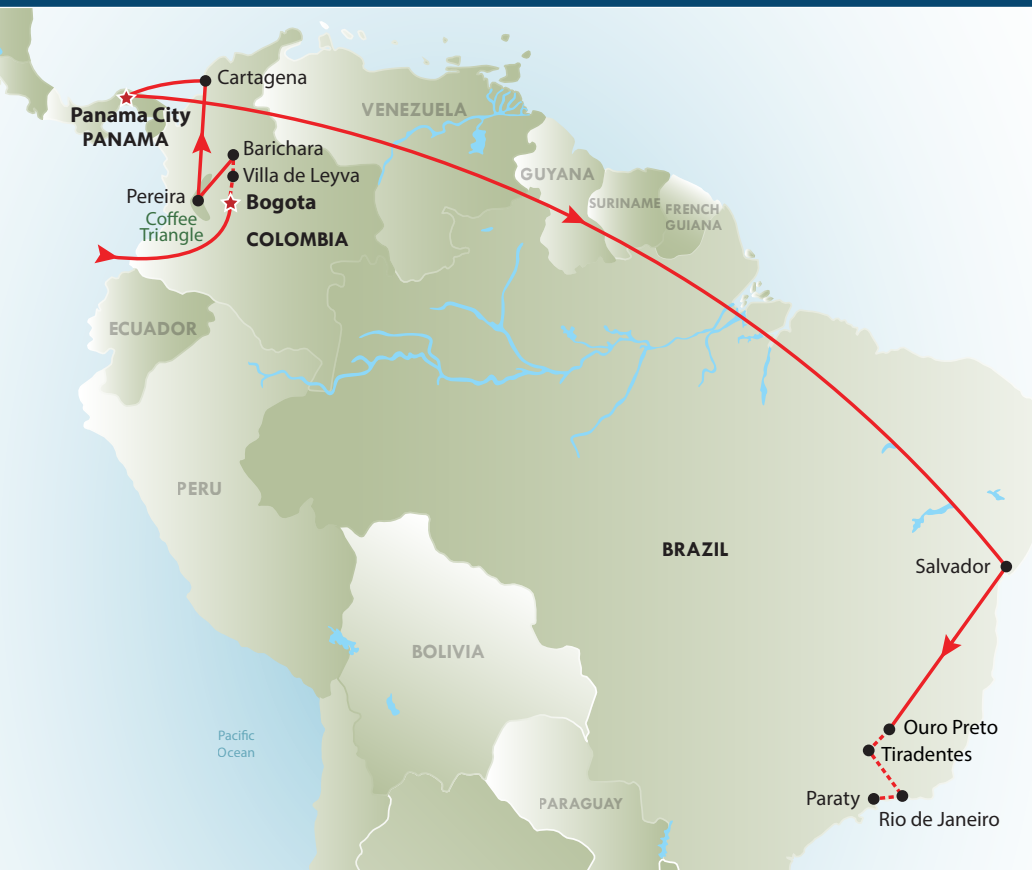 Cartagena
Panama City
PANAMA
VENEZUELA
Barichara
Villa de Leyva
Pereira
Bogota
Coffee
Triangle
COLOMBIA
GUYANA
SURINAME
FRENCH
GUIANA
ECUADOR
PERU
BRAZIL
Salvador
BOLIVIA
Pacific
Ocean
Ouro Preto
Tiradentes
PARAGUAY
Paraty
Rio de Janeiro